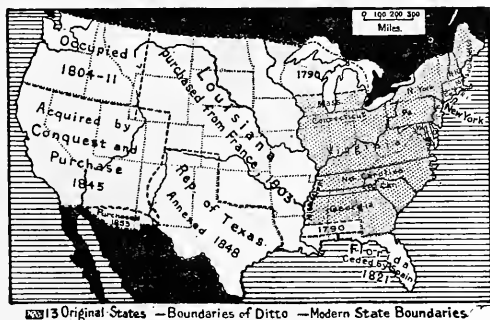 0 100 200 300
Miles.
Occupied
1804-11
Louisiana
Purchased from France, 1803
1790
Mass.
Connecticut
N. York
Pa.
New York
Virginia
Acquired by
Conquest and
Purchase
1845
No. Carolina
So. Car.
Georgia
Rep. of Texas.
Annexed 1848
Purchased
1853
1790
Florida
Ceded by Spain
1821
13 Original States — Boundaries of Ditto — Modern State Boundaries